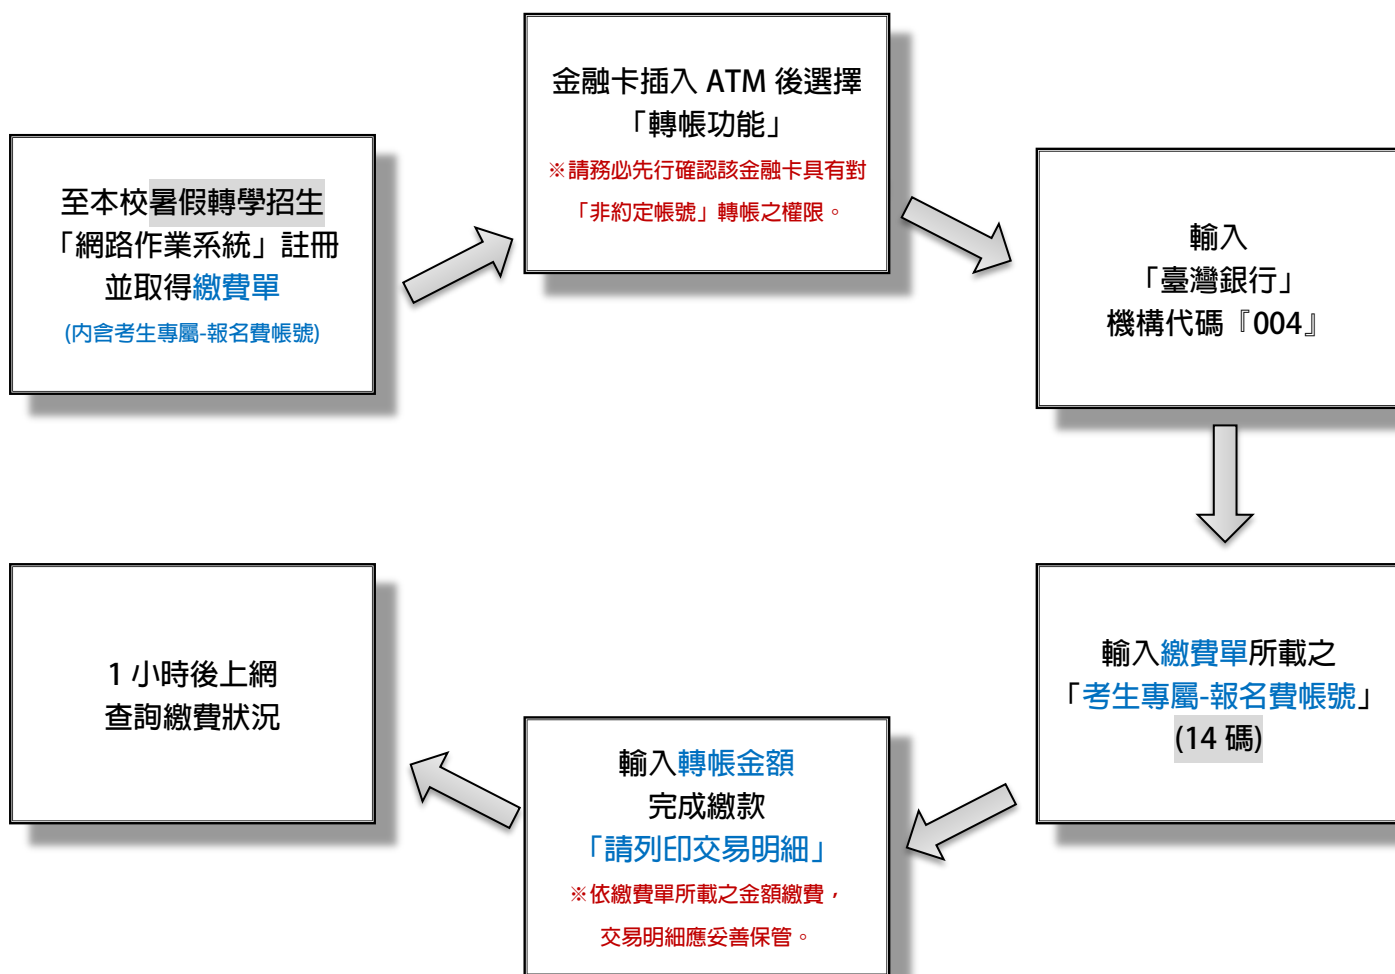 至本校暑假轉學招生
「網路作業系統」註冊
並取得繳費單
(內含考生專屬-報名費帳號)
金融卡插入 ATM 後選擇
「轉帳功能」
※請務必先行確認該金融卡具有對
「非約定帳號」轉帳之權限。
輸入
「臺灣銀行」
機構代碼『004』
輸入繳費單所載之
「考生專屬-報名費帳號」
(14 碼)
輸入轉帳金額
完成繳款
「請列印交易明細」
※依繳費單所載之金額繳費，
交易明細應妥善保管。
1 小時後上網
查詢繳費狀況